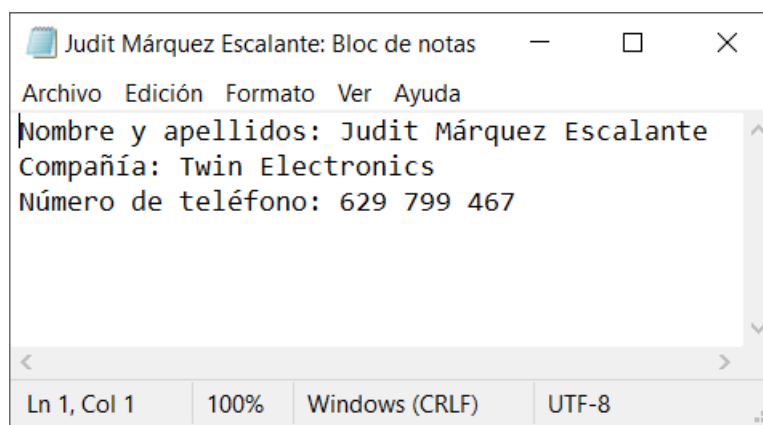 Judit Márquez Escalante: Bloc de notas
Archivo Edición Formato Ver Ayuda
Nombre y apellidos: Judit Márquez Escalante
Compañía: Twin Electronics
Número de teléfono: 629 799 467
Ln 1, Col 1 100% Windows (CRLF) UTF-8